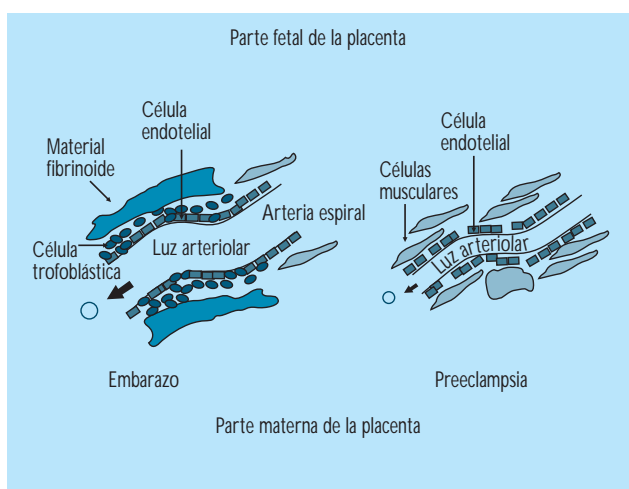 Parte fetal de la placenta
Célula
endotelial
Material
fibrinoide
Arteria espiral
Célula
trofoblástica
Luz arteriolar
Embarazo
Célula
endotelial
Células
musculares
Luz arteriolar
Preeclampsia
Parte materna de la placenta